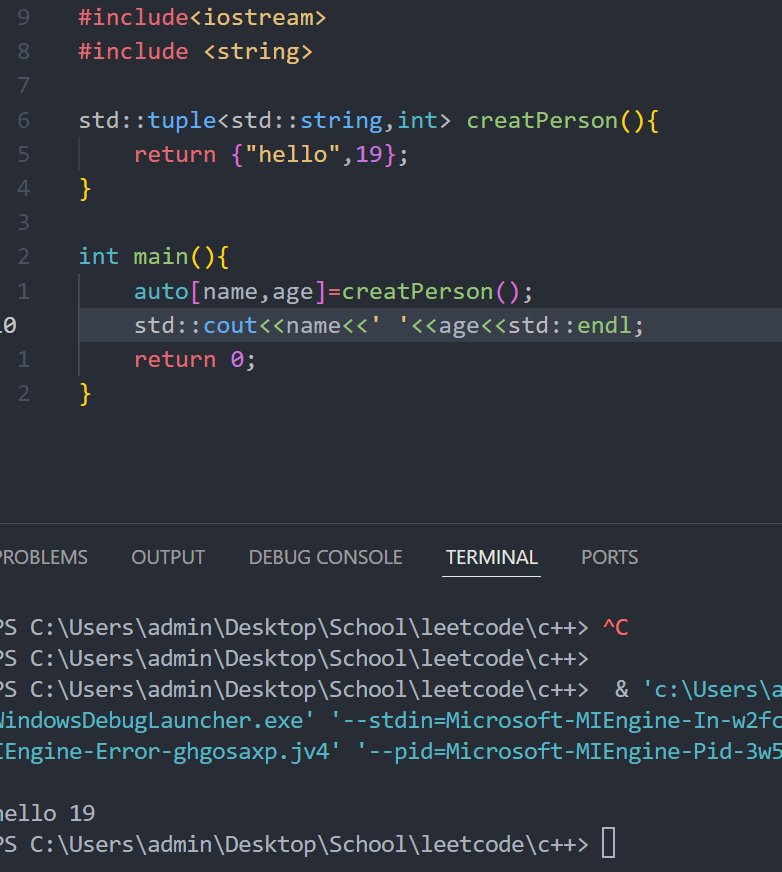 9 #include<iostream>
8 #include <string>
7
6 std::tuple<std::string,int> creatPerson(){
5     return {"hello",19};
4 }
3
2 int main(){
1     auto[name,age]=creatPerson();
10     std::cout<<name<<' '<<age<<std::endl;
1     return 0;
2 }
PROBLEMS OUTPUT DEBUG CONSOLE TERMINAL PORTS
PS C:\Users\admin\Desktop\School\leetcode\c++> ^C
PS C:\Users\admin\Desktop\School\leetcode\c++>
PS C:\Users\admin\Desktop\School\leetcode\c++>  & 'c:\Users\a
WindowsDebugLauncher.exe' '--stdin=Microsoft-MIEngine-In-w2fc
IEngine-Error-ghgosaxp.jv4' '--pid=Microsoft-MIEngine-Pid-3w5
hello 19
PS C:\Users\admin\Desktop\School\leetcode\c++>